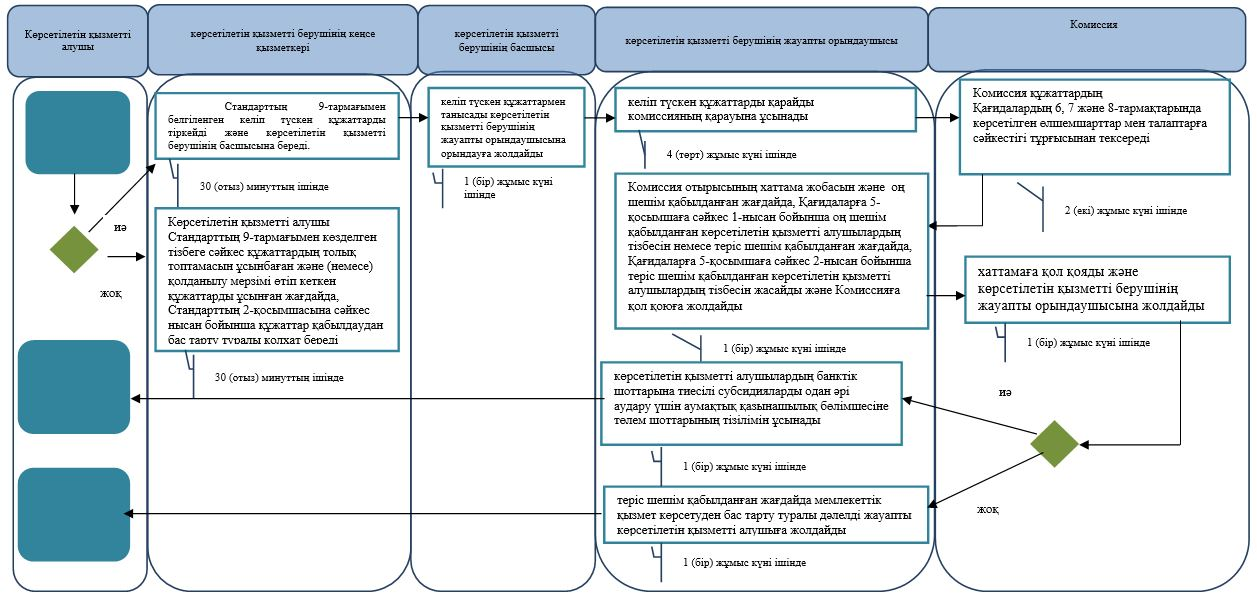 Көрсетілетін қызметті
алушы
көрсетілетін қызметті берушінің кеңсе
қызметкері
көрсетілетін қызметті
берушінің басшысы
көрсетілетін қызметті берушінің жауапты орындаушысы
Комиссия
Стандарттың 9-тармағымен
белгіленген келіп түскен құжаттарды
тіркейді және көрсетілетін қызметті
берушінің басшысына береді.
30 (отыз) минуттың ішінде
келіп түскен құжаттармен
танысады көрсетілетін
қызметті берушінің
жауапты орындаушысына
орындауға жолдайды
1 (бір) жұмыс күні
ішінде
келіп түскен құжаттарды қарайды
комиссияның қарауына ұсынады
4 (төрт) жұмыс күні ішінде
Комиссия құжаттардың
Қағидалардың 6, 7 және 8-тармақтарында
көрсетілген өлшемшарттар мен талаптарға
сәйкестігі тұрғысынан тексереді
2 (екі) жұмыс күні ішінде
иә
жоқ
Көрсетілетін қызметті алушы
Стандарттың 9-тармағымен көзделген
тізбеге сәйкес құжаттардың толық
топтамасын ұсынбаған және (немесе)
қолданылу мерзімі өтіп кеткен
құжаттарды ұсынған жағдайда,
Стандарттың 2-қосымшасына сәйкес
нысан бойынша құжаттар қабылдаудан
бас тарту туралы қолхат береді
30 (отыз) минуттың ішінде
Комиссия отырысының хаттама жобасын және оң
шешім қабылданған жағдайда, Қағидаларға 5-
қосымшаға сәйкес 1-нысан бойынша оң шешім
қабылданған көрсетілетін қызметті алушылардың
тізбесін немесе теріс шешім қабылданған жағдайда,
Қағидаларға 5-қосымшаға сәйкес 2-нысан бойынша
теріс шешім қабылданған көрсетілетін қызметті
алушылардың тізбесін жасайды және Комиссияға
қол қоюға жолдайды
1 (бір) жұмыс күні ішінде
хаттамаға қол қояды және
көрсетілетін қызметті берушінің
жауапты орындаушысына жолдайды
1 (бір) жұмыс күні ішінде
көрсетілетін қызметті алушылардың банктік
шоттарына тиесілі субсидияларды одан әрі
аудару үшін аумақтық қазынашылық бөлімшесіне
төлем шоттарының тізілімін ұсынады
1 (бір) жұмыс күні ішінде
иә
жоқ
теріс шешім қабылданған жағдайда мемлекеттік
қызмет көрсетуден бас тарту туралы дәлелді жауапты
көрсетілетін қызметті алушыға жолдайды
1 (бір) жұмыс күні ішінде